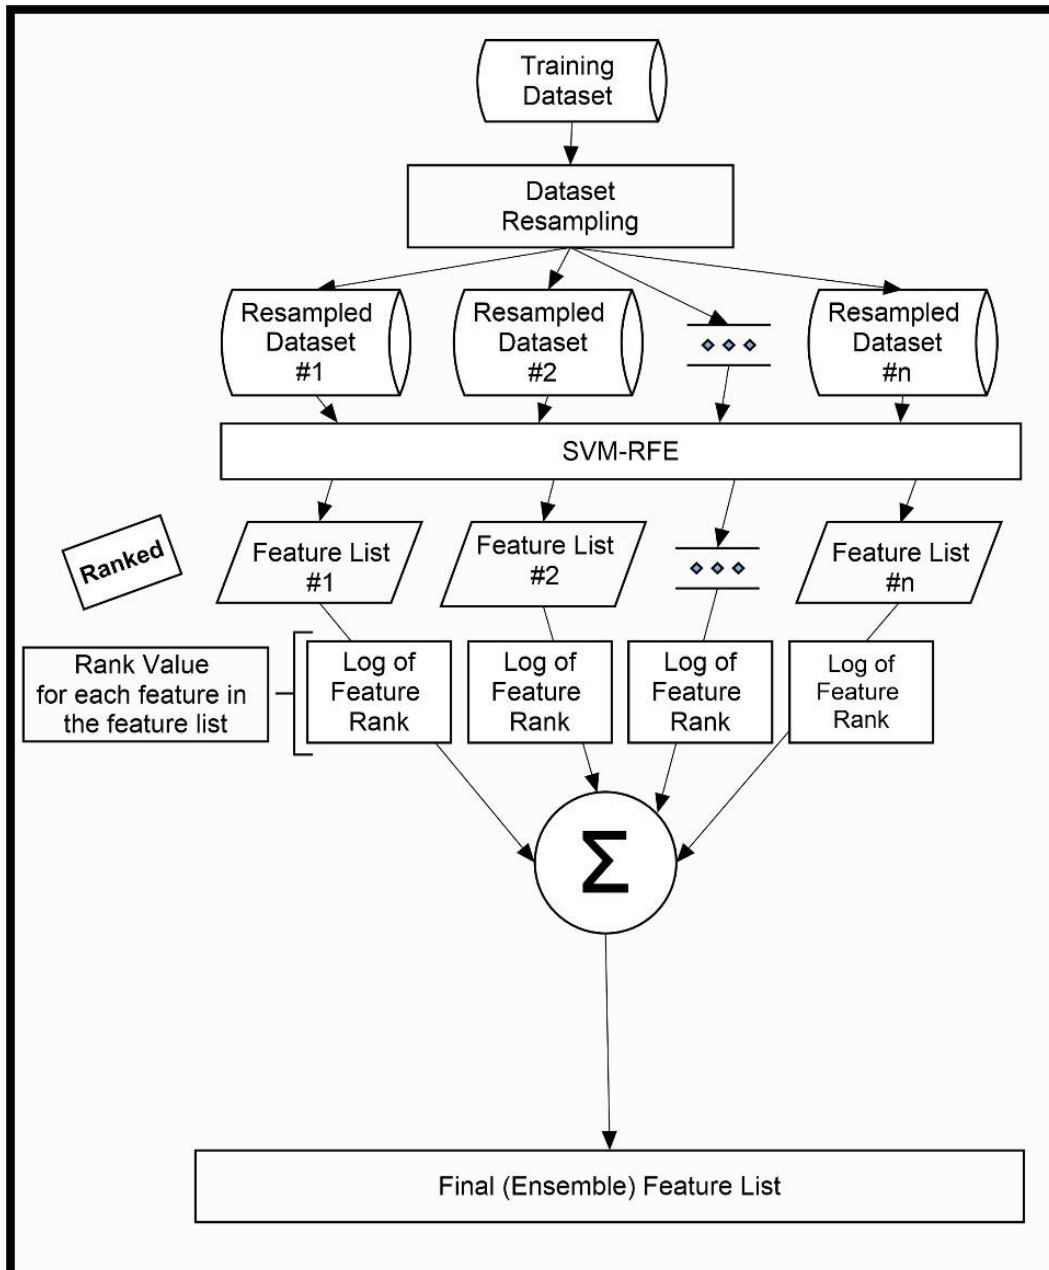 Training
Dataset
Dataset
Resampling
Resampled
Dataset
#1
Resampled
Dataset
#2
Resampled
Dataset
#n
SVM-RFE
Ranked
Feature List
#1
Feature List
#2
Feature List
#n
Rank Value
for each feature in
the feature list
Log of
Feature
Rank
Log of
Feature
Rank
Log of
Feature
Rank
Log of
Feature
Rank
Σ
Final (Ensemble) Feature List